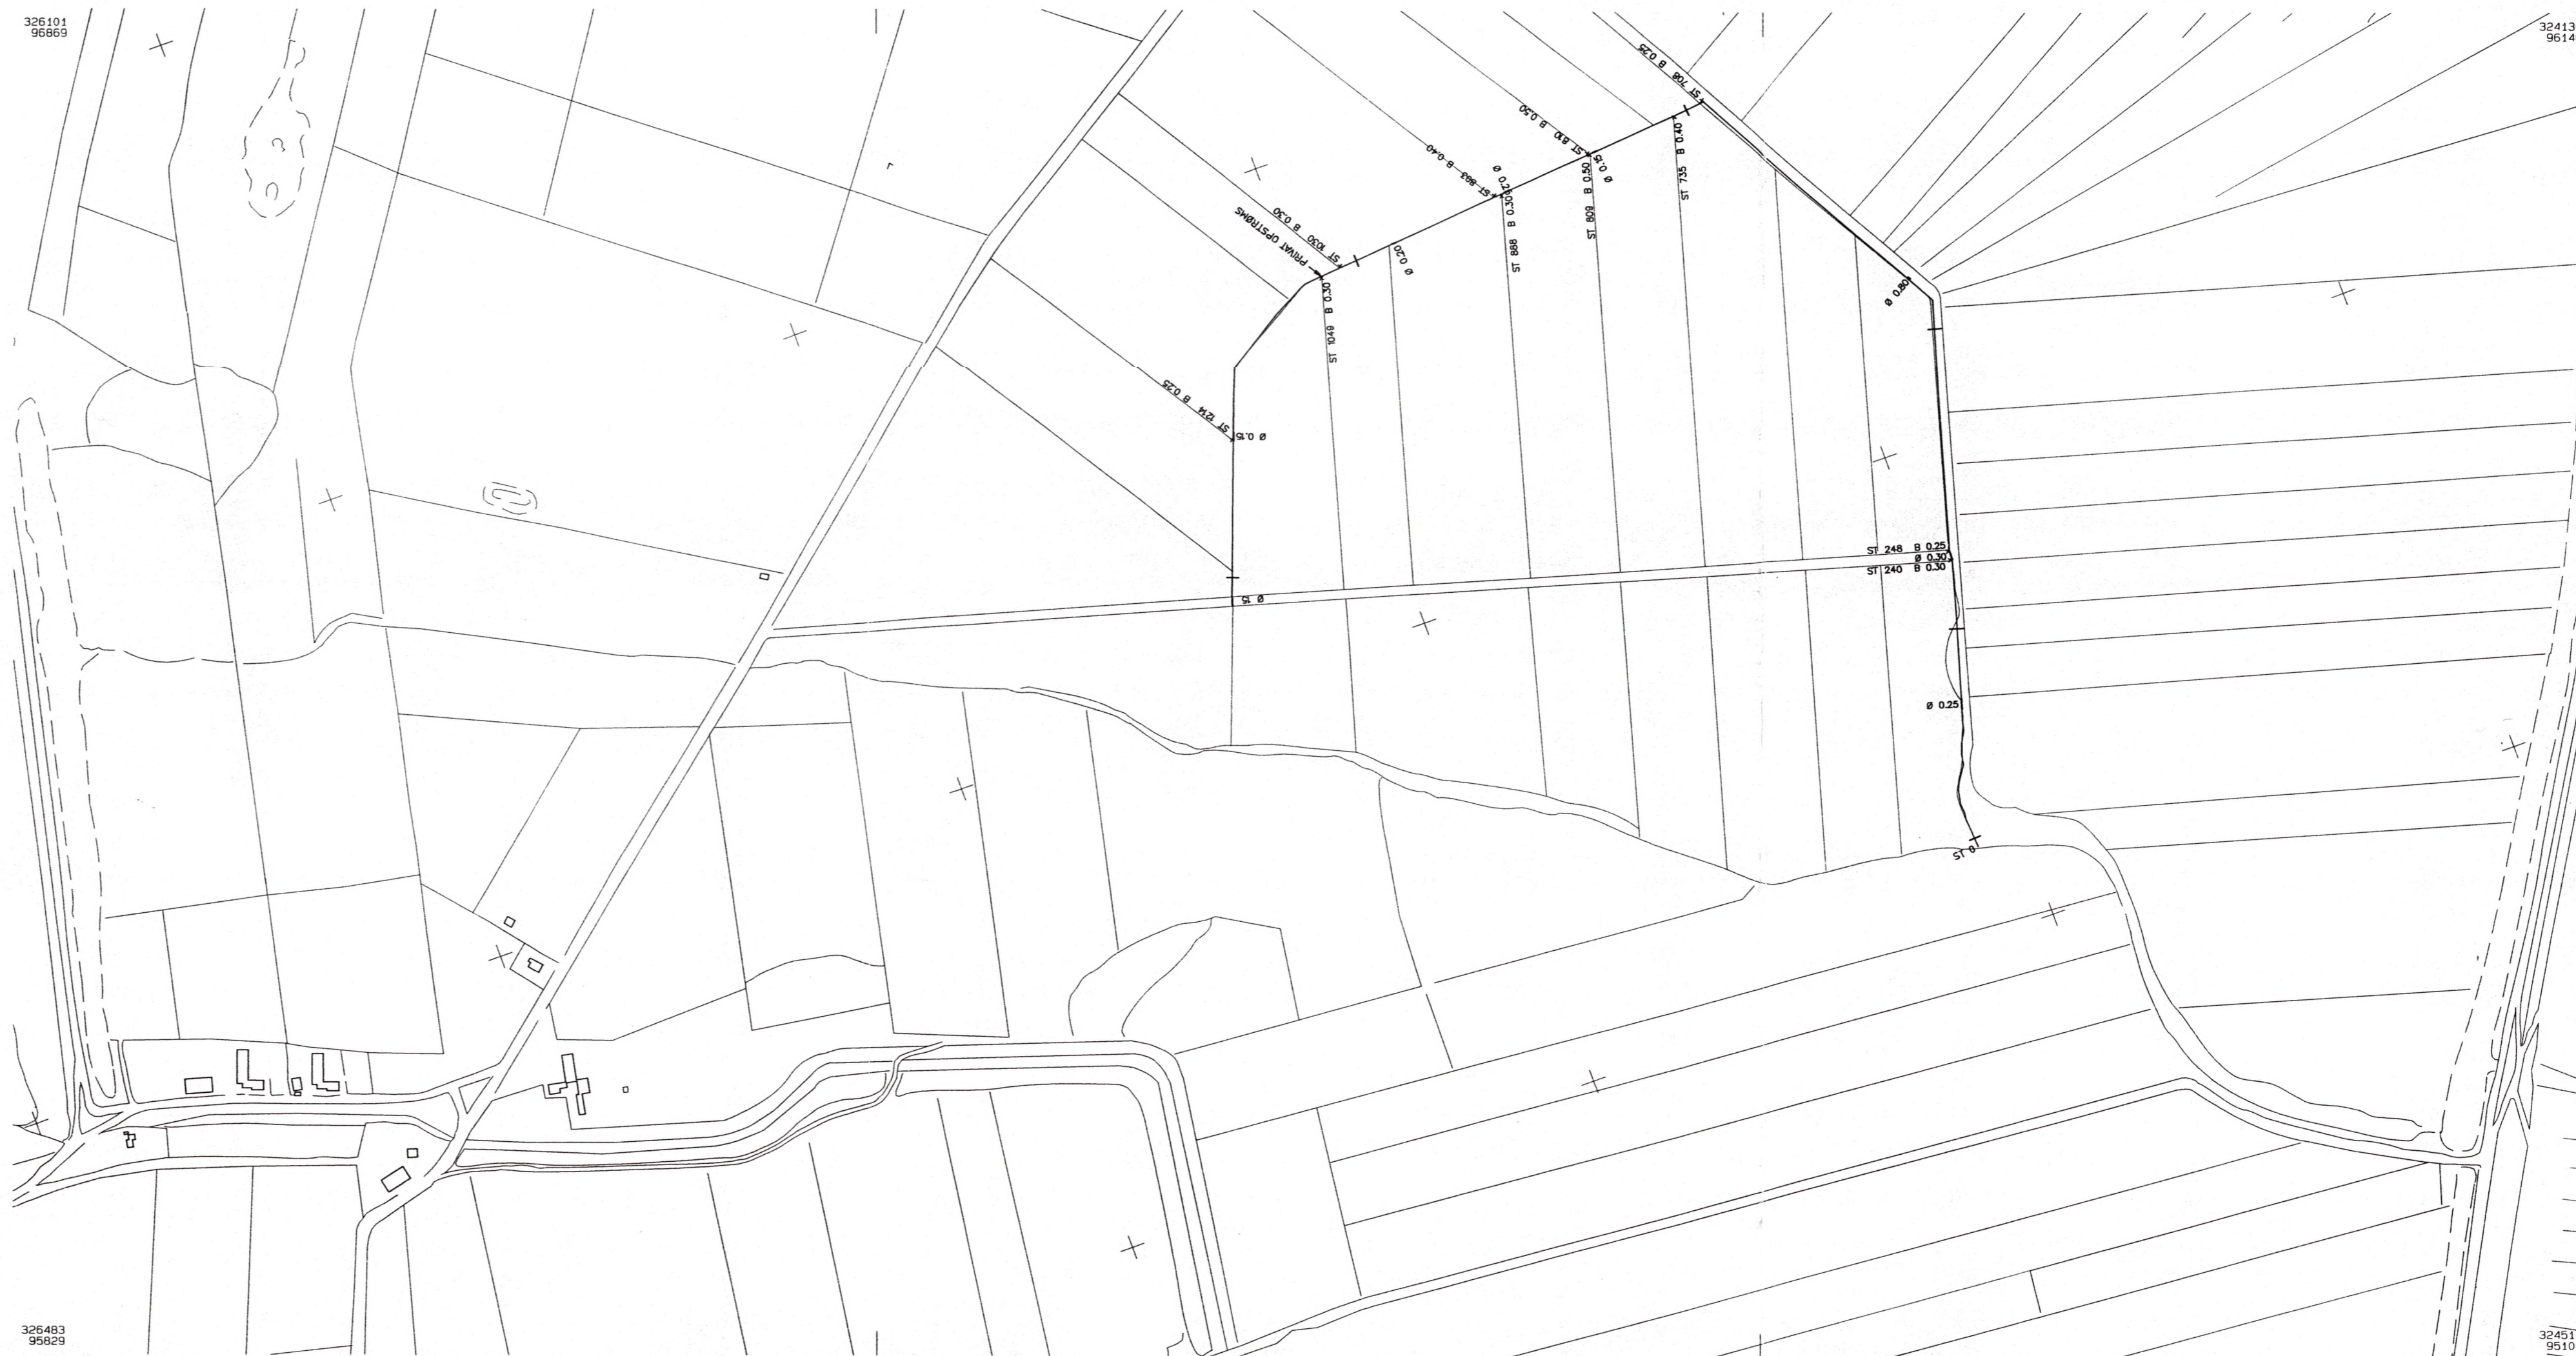 326101
96869
32413
9614
ST 708 B 0.25
ST 810 B 0.50
Ø 0.15
ST 893 B 0.40
ST 735 B 0.40
ST 809 B 0.50
ST 888 B 0.30
ST 1030 B 0.30
PRIVAT OPSTRØMS
Ø 0.20
ST 1049 B 0.30
Ø 0.80
ST 1214 B 0.25
Ø 0.15
ST 248 B 0.25
Ø 0.30
ST 240 B 0.30
Ø 15
Ø 0.25
ST 0
326483
95829
32451
9510